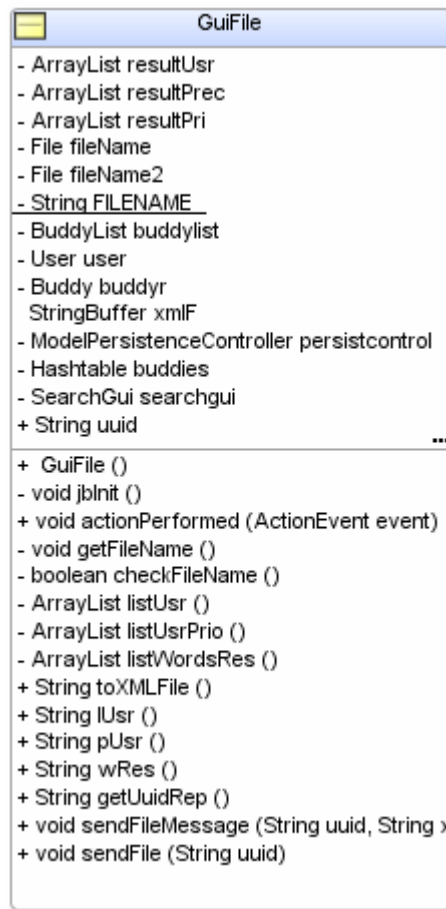 GuiFile
- ArrayList resultUsr
- ArrayList resultPrec
- ArrayList resultPri
- File fileName
- File fileName2
- String FILENAME
- BuddyList buddylist
- User user
- Buddy buddyr
StringBuffer xmlF
- ModelPersistenceController persistcontrol
- Hashtable buddies
- SearchGui searchgui
+ String uuid
...
+ GuiFile ()
- void jbInit ()
+ void actionPerformed (ActionEvent event)
- void getFileName ()
- boolean checkFileName ()
- ArrayList listUsr ()
- ArrayList listUsrPrio ()
- ArrayList listWordsRes ()
+ String toXMLFile ()
+ String lUsr ()
+ String pUsr ()
+ String wRes ()
+ String getUuidRep ()
+ void sendFileMessage (String uuid, String x
+ void sendFile (String uuid)